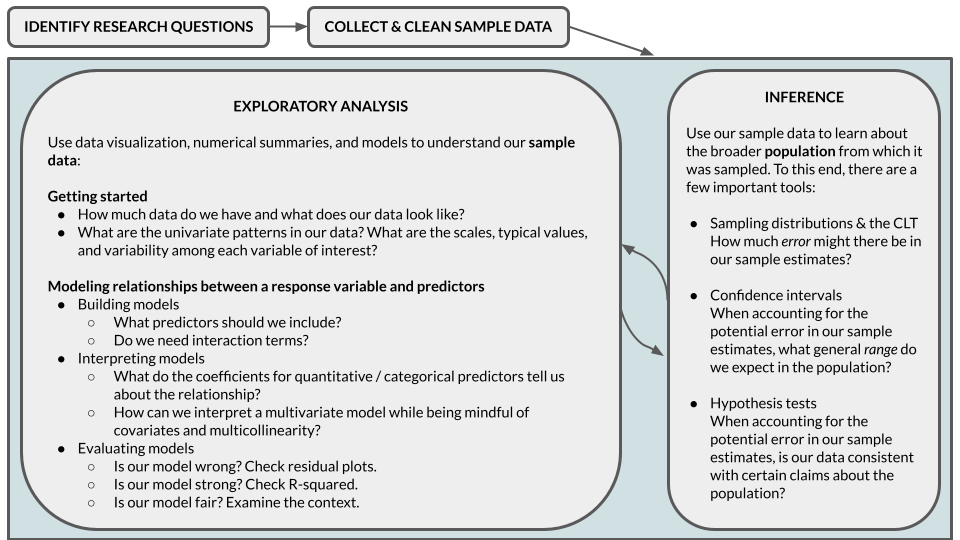 IDENTIFY RESEARCH QUESTIONS
COLLECT & CLEAN SAMPLE DATA
EXPLORATORY ANALYSIS
Use data visualization, numerical summaries, and models to understand our sample
data:
Getting started
● How much data do we have and what does our data look like?
● What are the univariate patterns in our data? What are the scales, typical values,
and variability among each variable of interest?
Modeling relationships between a response variable and predictors
● Building models
○ What predictors should we include?
○ Do we need interaction terms?
● Interpreting models
○ What do the coefficients for quantitative / categorical predictors tell us
about the relationship?
○ How can we interpret a multivariate model while being mindful of
covariates and multicollinearity?
● Evaluating models
○ Is our model wrong? Check residual plots.
○ Is our model strong? Check R-squared.
○ Is our model fair? Examine the context.
INFERENCE
Use our sample data to learn about
the broader population from which it
was sampled. To this end, there are a
few important tools:
● Sampling distributions & the CLT
How much error might there be in
our sample estimates?
● Confidence intervals
When accounting for the
potential error in our sample
estimates, what general range do
we expect in the population?
● Hypothesis tests
When accounting for the
potential error in our sample
estimates, is our data consistent
with certain claims about the
population?